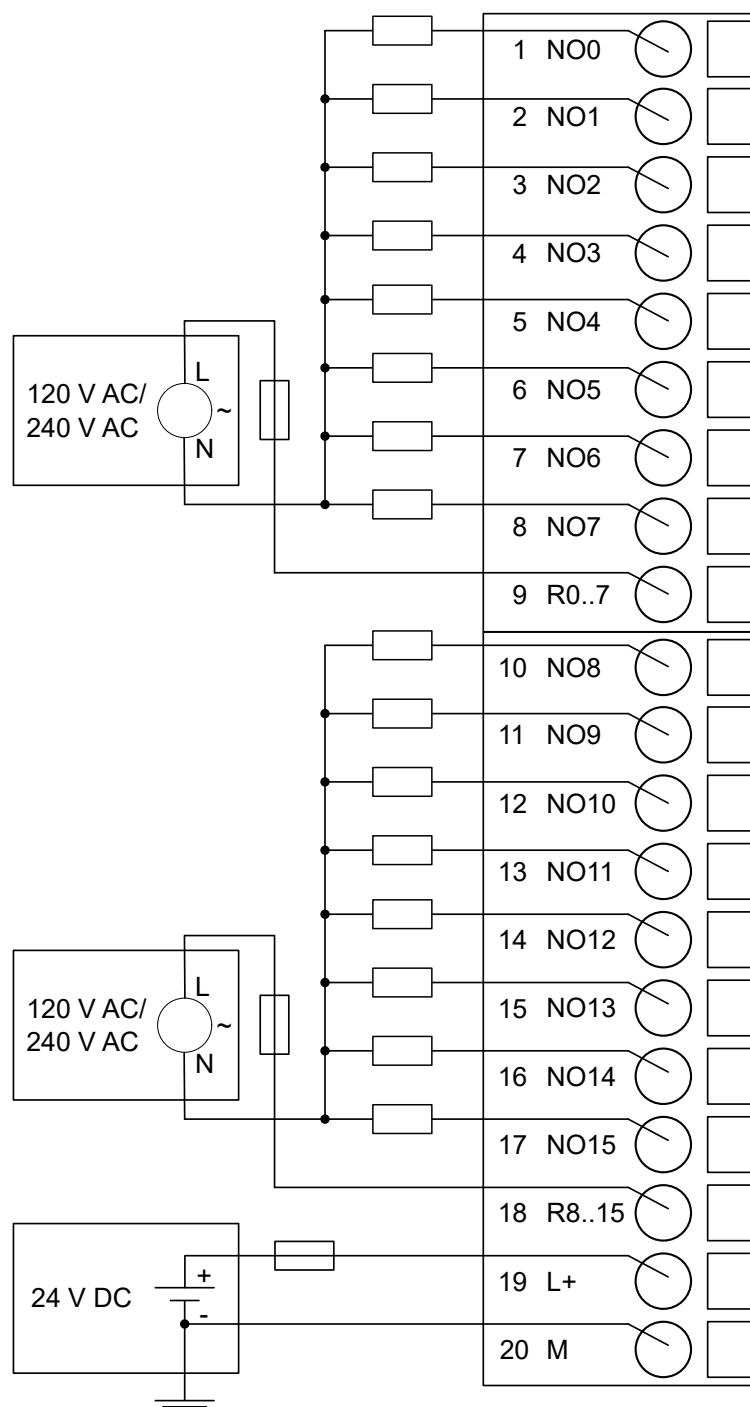 1 NO0
2 NO1
3 NO2
4 NO3
5 NO4
L
120 V AC/
240 V AC
~
N
6 NO5
7 NO6
8 NO7
9 R0..7
10 NO8
11 NO9
12 NO10
13 NO11
14 NO12
L
120 V AC/
240 V AC
~
N
15 NO13
16 NO14
17 NO15
18 R8..15
24 V DC
+
-
19 L+
20 M